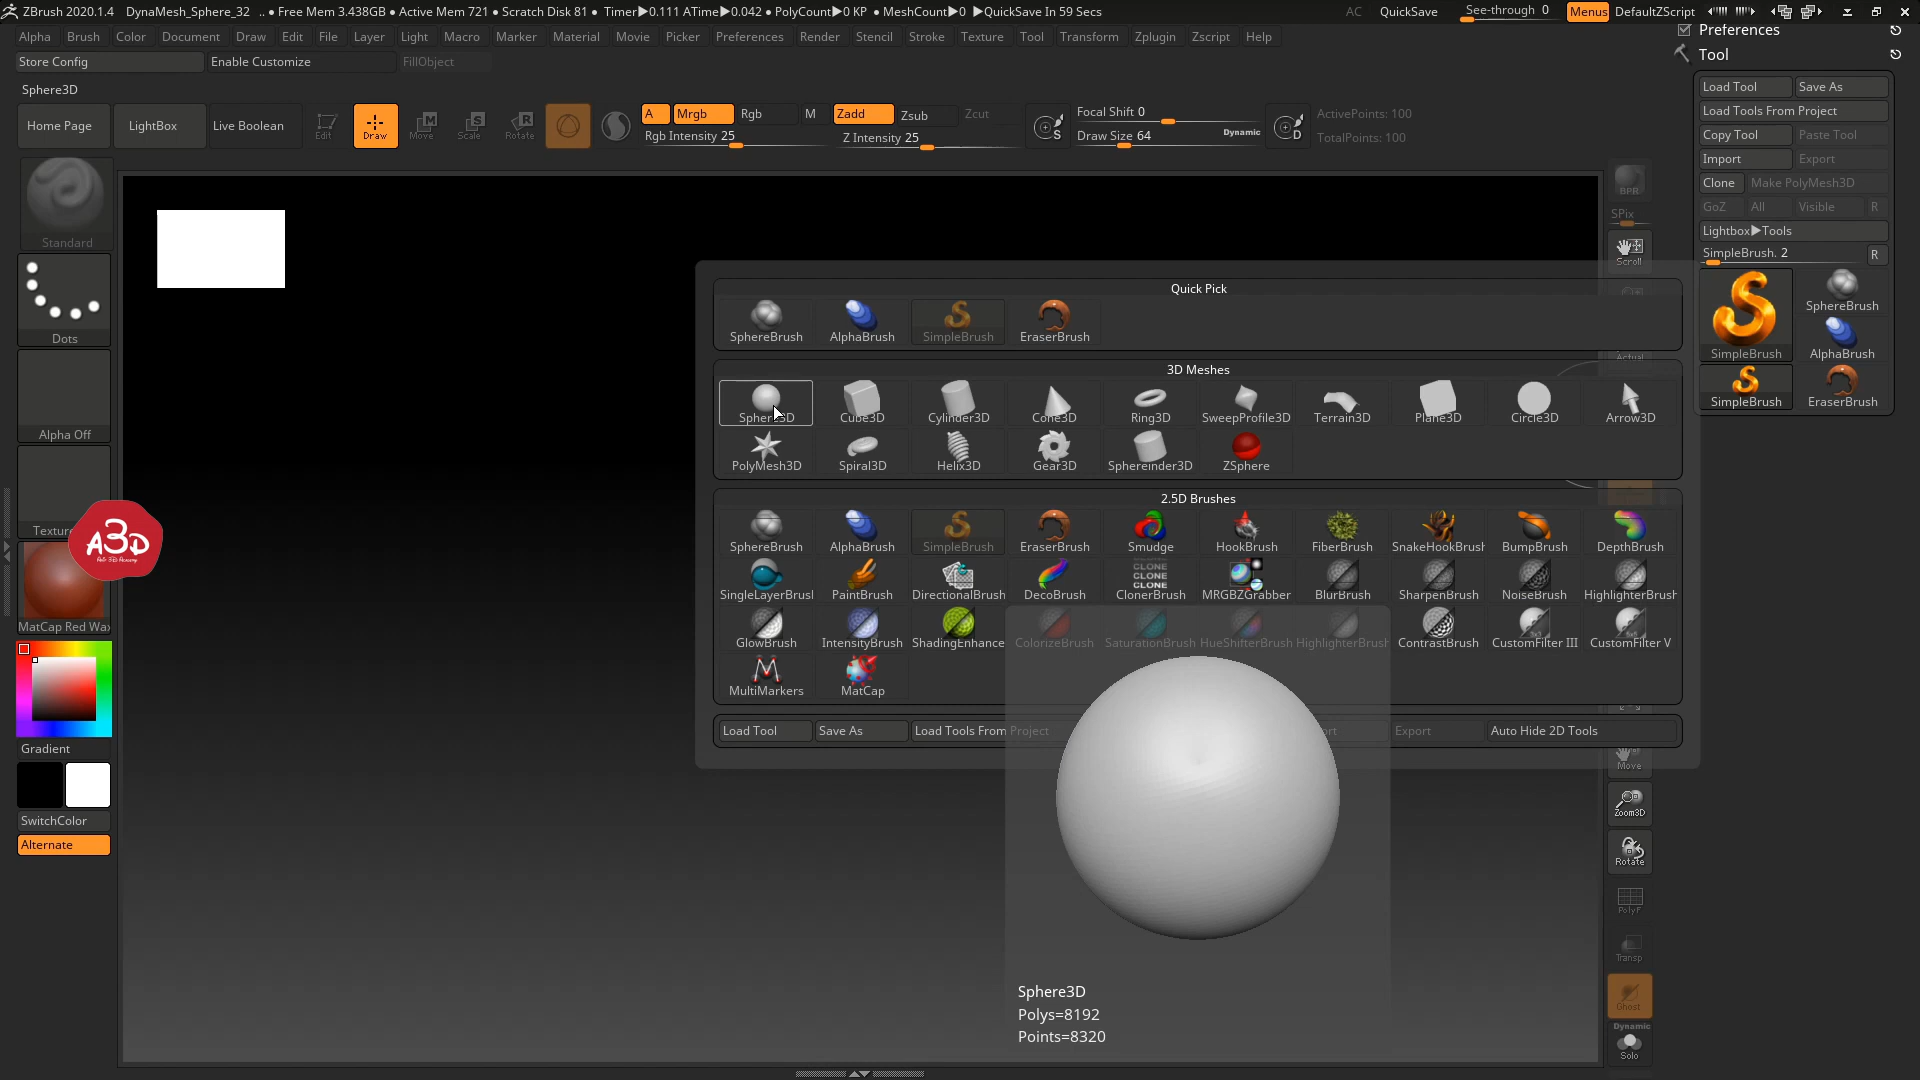 ZBrush 2020.1.4 DynaMesh_Sphere_32 .. • Free Mem 3.438GB • Active Mem 721 • Scratch Disk 81 • Timer▶0.111 ATime▶0.042 • PolyCount▶0 KP • MeshCount▶0 ▶QuickSave In 59 Secs AC QuickSave See-through 0 Menus DefaultZScript
Alpha Brush Color Document Draw Edit File Layer Light Macro Marker Material Movie Picker Preferences Render Stencil Stroke Texture Tool Transform Zplugin Zscript Help
Preferences
Tool
Store Config Enable Customize FillObject
Sphere3D
Home Page LightBox Live Boolean Edit Draw Move Scale Rotate
A Mrgb Rgb M Zadd Zsub Zcut
Rgb Intensity 25 Z Intensity 25
S Focal Shift 0
Draw Size 64 Dynamic D
ActivePoints: 100
TotalPoints: 100
Load Tool Save As
Load Tools From Project
Copy Tool Paste Tool
Import Export
Clone Make PolyMesh3D
GoZ All Visible R
Lightbox▶Tools
SimpleBrush. 2 R
SimpleBrush SphereBrush
AlphaBrush
SimpleBrush EraserBrush
Standard
Dots
Alpha Off
Texture
A3D
MatCap Red Wax
Gradient
SwitchColor
Alternate
Quick Pick
SphereBrush AlphaBrush SimpleBrush EraserBrush
3D Meshes
Sphere3D Cube3D Cylinder3D Cone3D Ring3D SweepProfile3D Terrain3D Plane3D Circle3D Arrow3D
PolyMesh3D Spiral3D Helix3D Gear3D Sphereinder3D ZSphere
2.5D Brushes
SphereBrush AlphaBrush SimpleBrush EraserBrush Smudge HookBrush FiberBrush SnakeHookBrush BumpBrush DepthBrush
CLONE
CLONE
CLONE
SingleLayerBrusl PaintBrush DirectionalBrush DecoBrush ClonerBrush MRGBZGrabber BlurBrush SharpenBrush NoiseBrush HighlighterBrush
GlowBrush IntensityBrush ShadingEnhance ColorizeBrush SaturationBrush HueShifterBrush HighlighterBrush ContrastBrush CustomFilter III CustomFilter V
MultiMarkers MatCap
Load Tool Save As Load Tools From Project ort Export Auto Hide 2D Tools
Sphere3D
Polys=8192
Points=8320
BPR
SPix
Scroll
Actual
Move
Zoom3D
Rotate
PolyF
Transp
Ghost
Dynamic
Solo